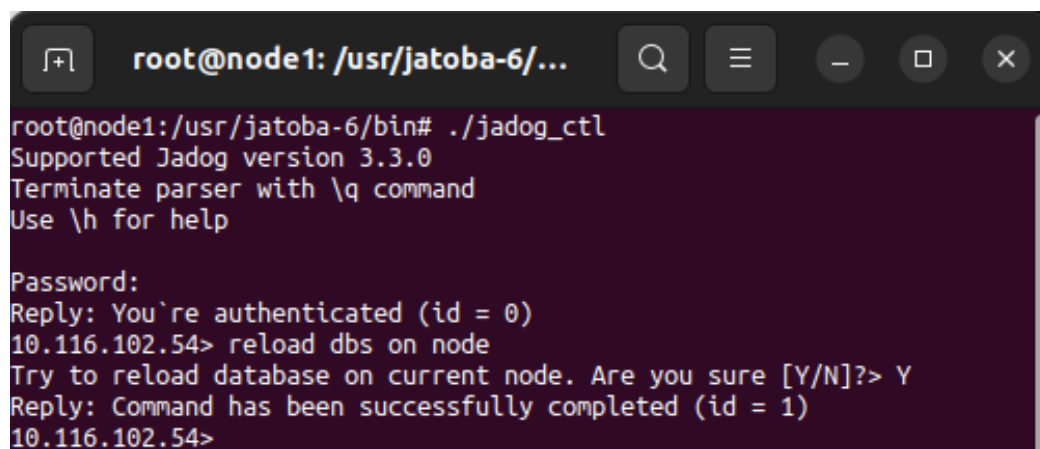 root@node1: /usr/jatoba-6/...
root@node1:/usr/jatoba-6/bin# ./jadog_ctl
Supported Jadog version 3.3.0
Terminate parser with \q command
Use \h for help
Password:
Reply: You`re authenticated (id = 0)
10.116.102.54> reload dbs on node
Try to reload database on current node. Are you sure [Y/N]?> Y
Reply: Command has been successfully completed (id = 1)
10.116.102.54>